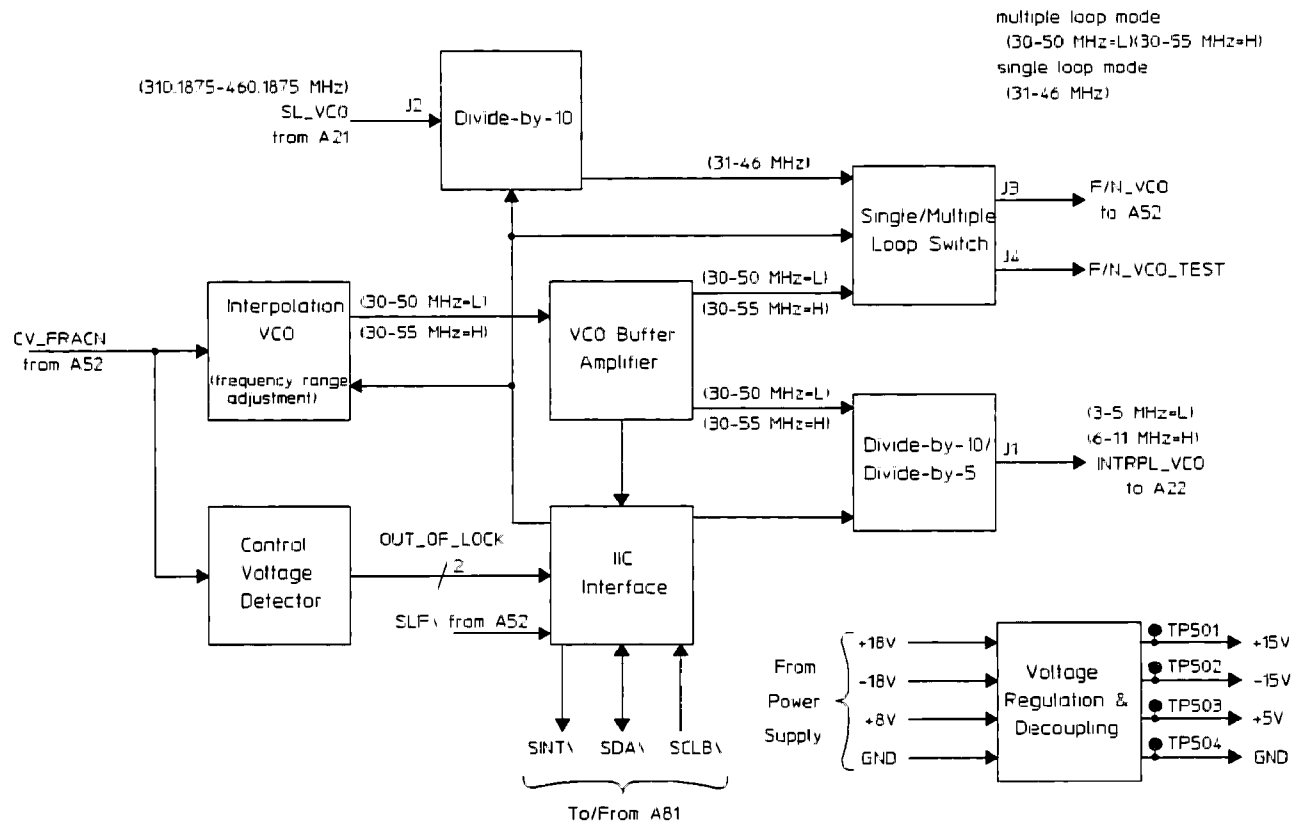 multiple loop mode
(30-50 MHz=L)(30-55 MHz=H)
single loop mode
(31-46 MHz)
(310.1875-460.1875 MHz)
SL_VCO
from A21
J2
Divide-by-10
(31-46 MHz)
Single/Multiple
Loop Switch
J3
F/N_VCO
to A52
J4
F/N_VCO_TEST
CV_FRACN
from A52
Interpolation
VCO
(frequency range
adjustment)
(30-50 MHz=L)
(30-55 MHz=H)
VCO Buffer
Amplifier
(30-50 MHz=L)
(30-55 MHz=H)
(30-50 MHz=L)
(30-55 MHz=H)
Divide-by-10/
Divide-by-5
J1
(3-5 MHz=L)
(6-11 MHz=H)
INTRPL_VCO
to A22
Control
Voltage
Detector
OUT_OF_LOCK
2
IIC
Interface
SLF\ from A52
SINT\ SDA\ SCLB\
To/From A81
From
Power
Supply
+18V
-18V
+8V
GND
Voltage
Regulation &
Decoupling
TP501
+15V
TP502
-15V
TP503
+5V
TP504
GND